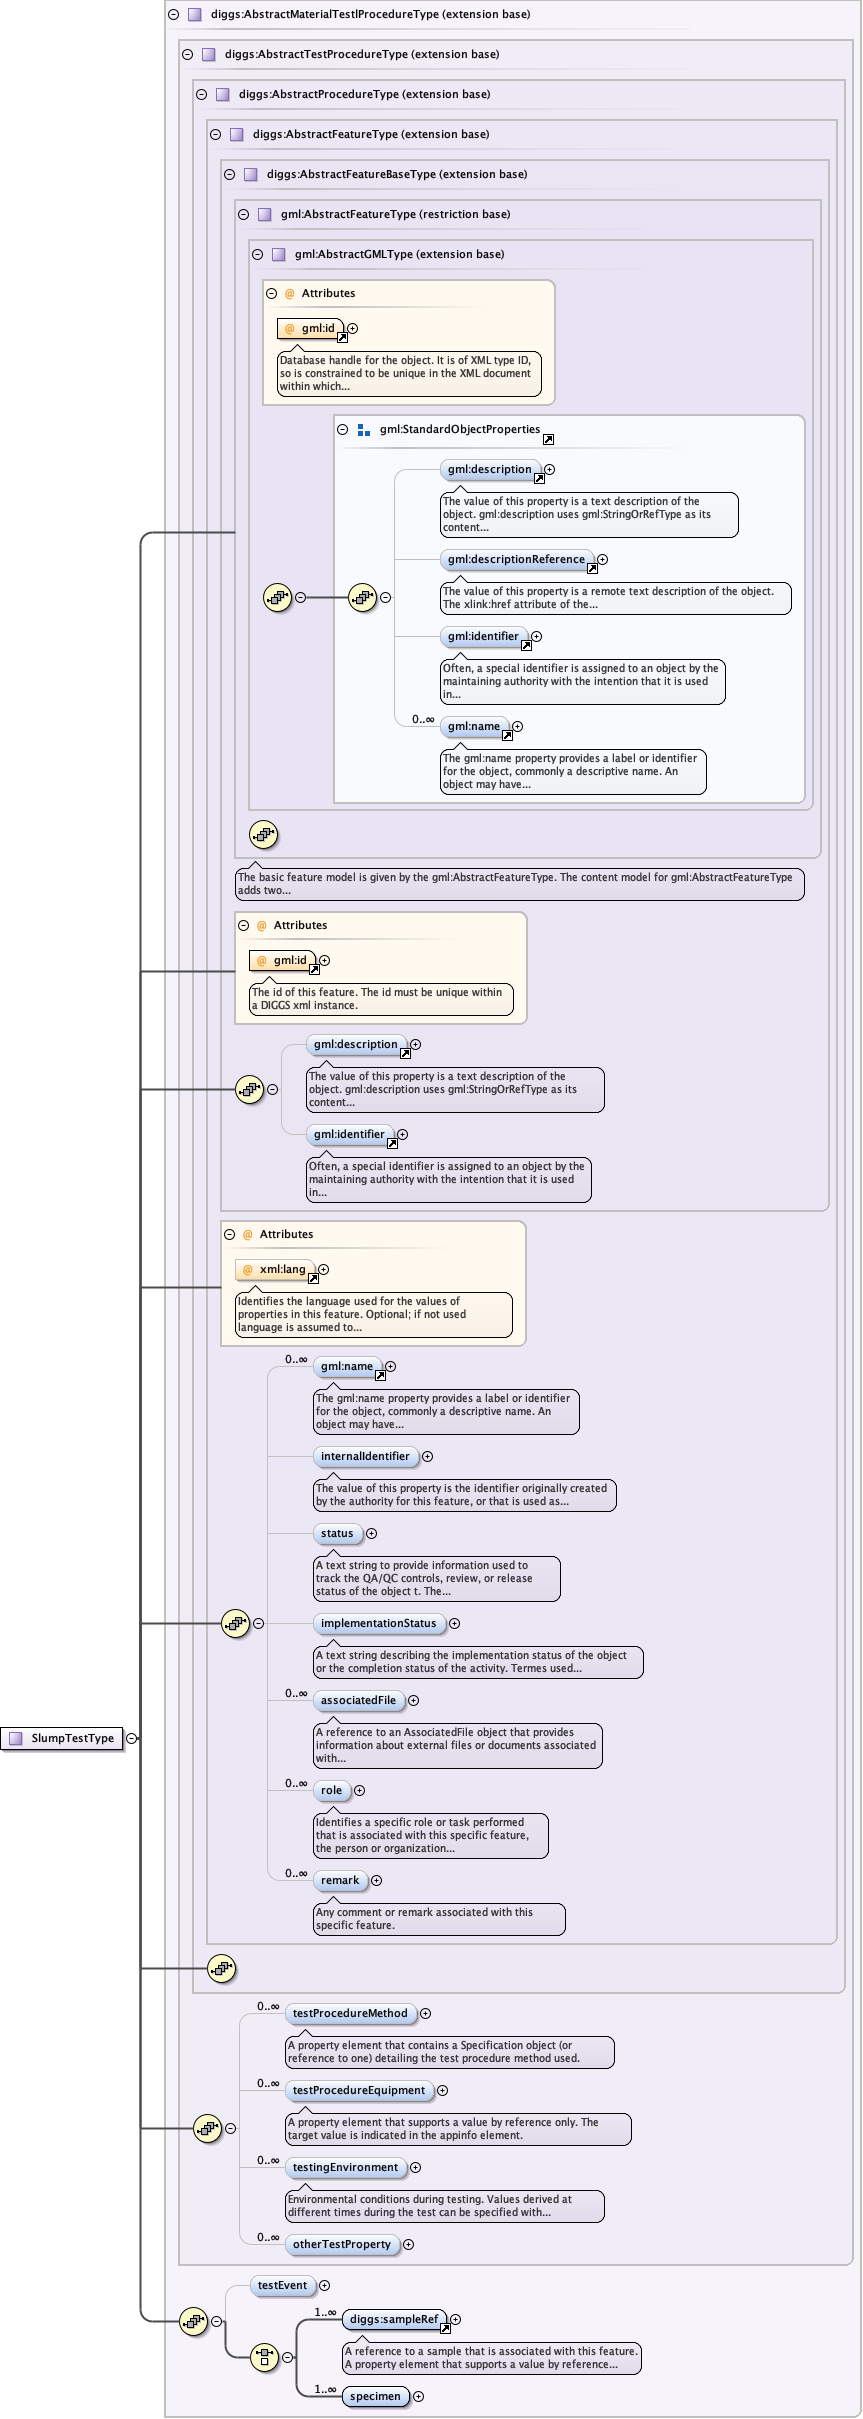 diggs:AbstractMaterialTestlProcedureType (extension base)
diggs:AbstractTestProcedureType (extension base)
diggs:AbstractProcedureType (extension base)
diggs:AbstractFeatureType (extension base)
diggs:AbstractFeatureBaseType (extension base)
gml:AbstractFeatureType (restriction base)
gml:AbstractGMLType (extension base)
@ Attributes
@ gml:id
Database handle for the object. It is of XML type ID,
so is constrained to be unique in the XML document
within which...
gml:StandardObjectProperties
gml:description
The value of this property is a text description of the
object. gml:description uses gml:StringOrRefType as its
content...
gml:descriptionReference
The value of this property is a remote text description of the object.
The xlink:href attribute of the...
gml:identifier
Often, a special identifier is assigned to an object by the
maintaining authority with the intention that it is used
in...
0..∞
gml:name
The gml:name property provides a label or identifier
for the object, commonly a descriptive name. An
object may have...
The basic feature model is given by the gml:AbstractFeatureType. The content model for gml:AbstractFeatureType
adds two...
@ Attributes
@ gml:id
The id of this feature. The id must be unique within
a DIGGS xml instance.
gml:description
The value of this property is a text description of the
object. gml:description uses gml:StringOrRefType as its
content...
gml:identifier
Often, a special identifier is assigned to an object by the
maintaining authority with the intention that it is used
in...
@ Attributes
@ xml:lang
Identifies the language used for the values of
properties in this feature. Optional; if not used
language is assumed to...
0..∞
gml:name
The gml:name property provides a label or identifier
for the object, commonly a descriptive name. An
object may have...
internalIdentifier
The value of this property is the identifier originally created
by the authority for this feature, or that is used as...
status
A text string to provide information used to
track the QA/QC controls, review, or release
status of the object t. The...
implementationStatus
A text string describing the implementation status of the object
or the completion status of the activity. Termes used...
0..∞
associatedFile
A reference to an AssociatedFile object that provides
information about external files or documents associated
with...
SlumpTestType
0..∞
role
Identifies a specific role or task performed
that is associated with this specific feature,
the person or organization...
0..∞
remark
Any comment or remark associated with this
specific feature.
0..∞
testProcedureMethod
A property element that contains a Specification object (or
reference to one) detailing the test procedure method used.
0..∞
testProcedureEquipment
A property element that supports a value by reference only. The
target value is indicated in the appinfo element.
0..∞
testingEnvironment
Environmental conditions during testing. Values derived at
different times during the test can be specified with...
0..∞
otherTestProperty
testEvent
1..∞
diggs:sampleRef
A reference to a sample that is associated with this feature.
A property element that supports a value by reference...
1..∞
specimen